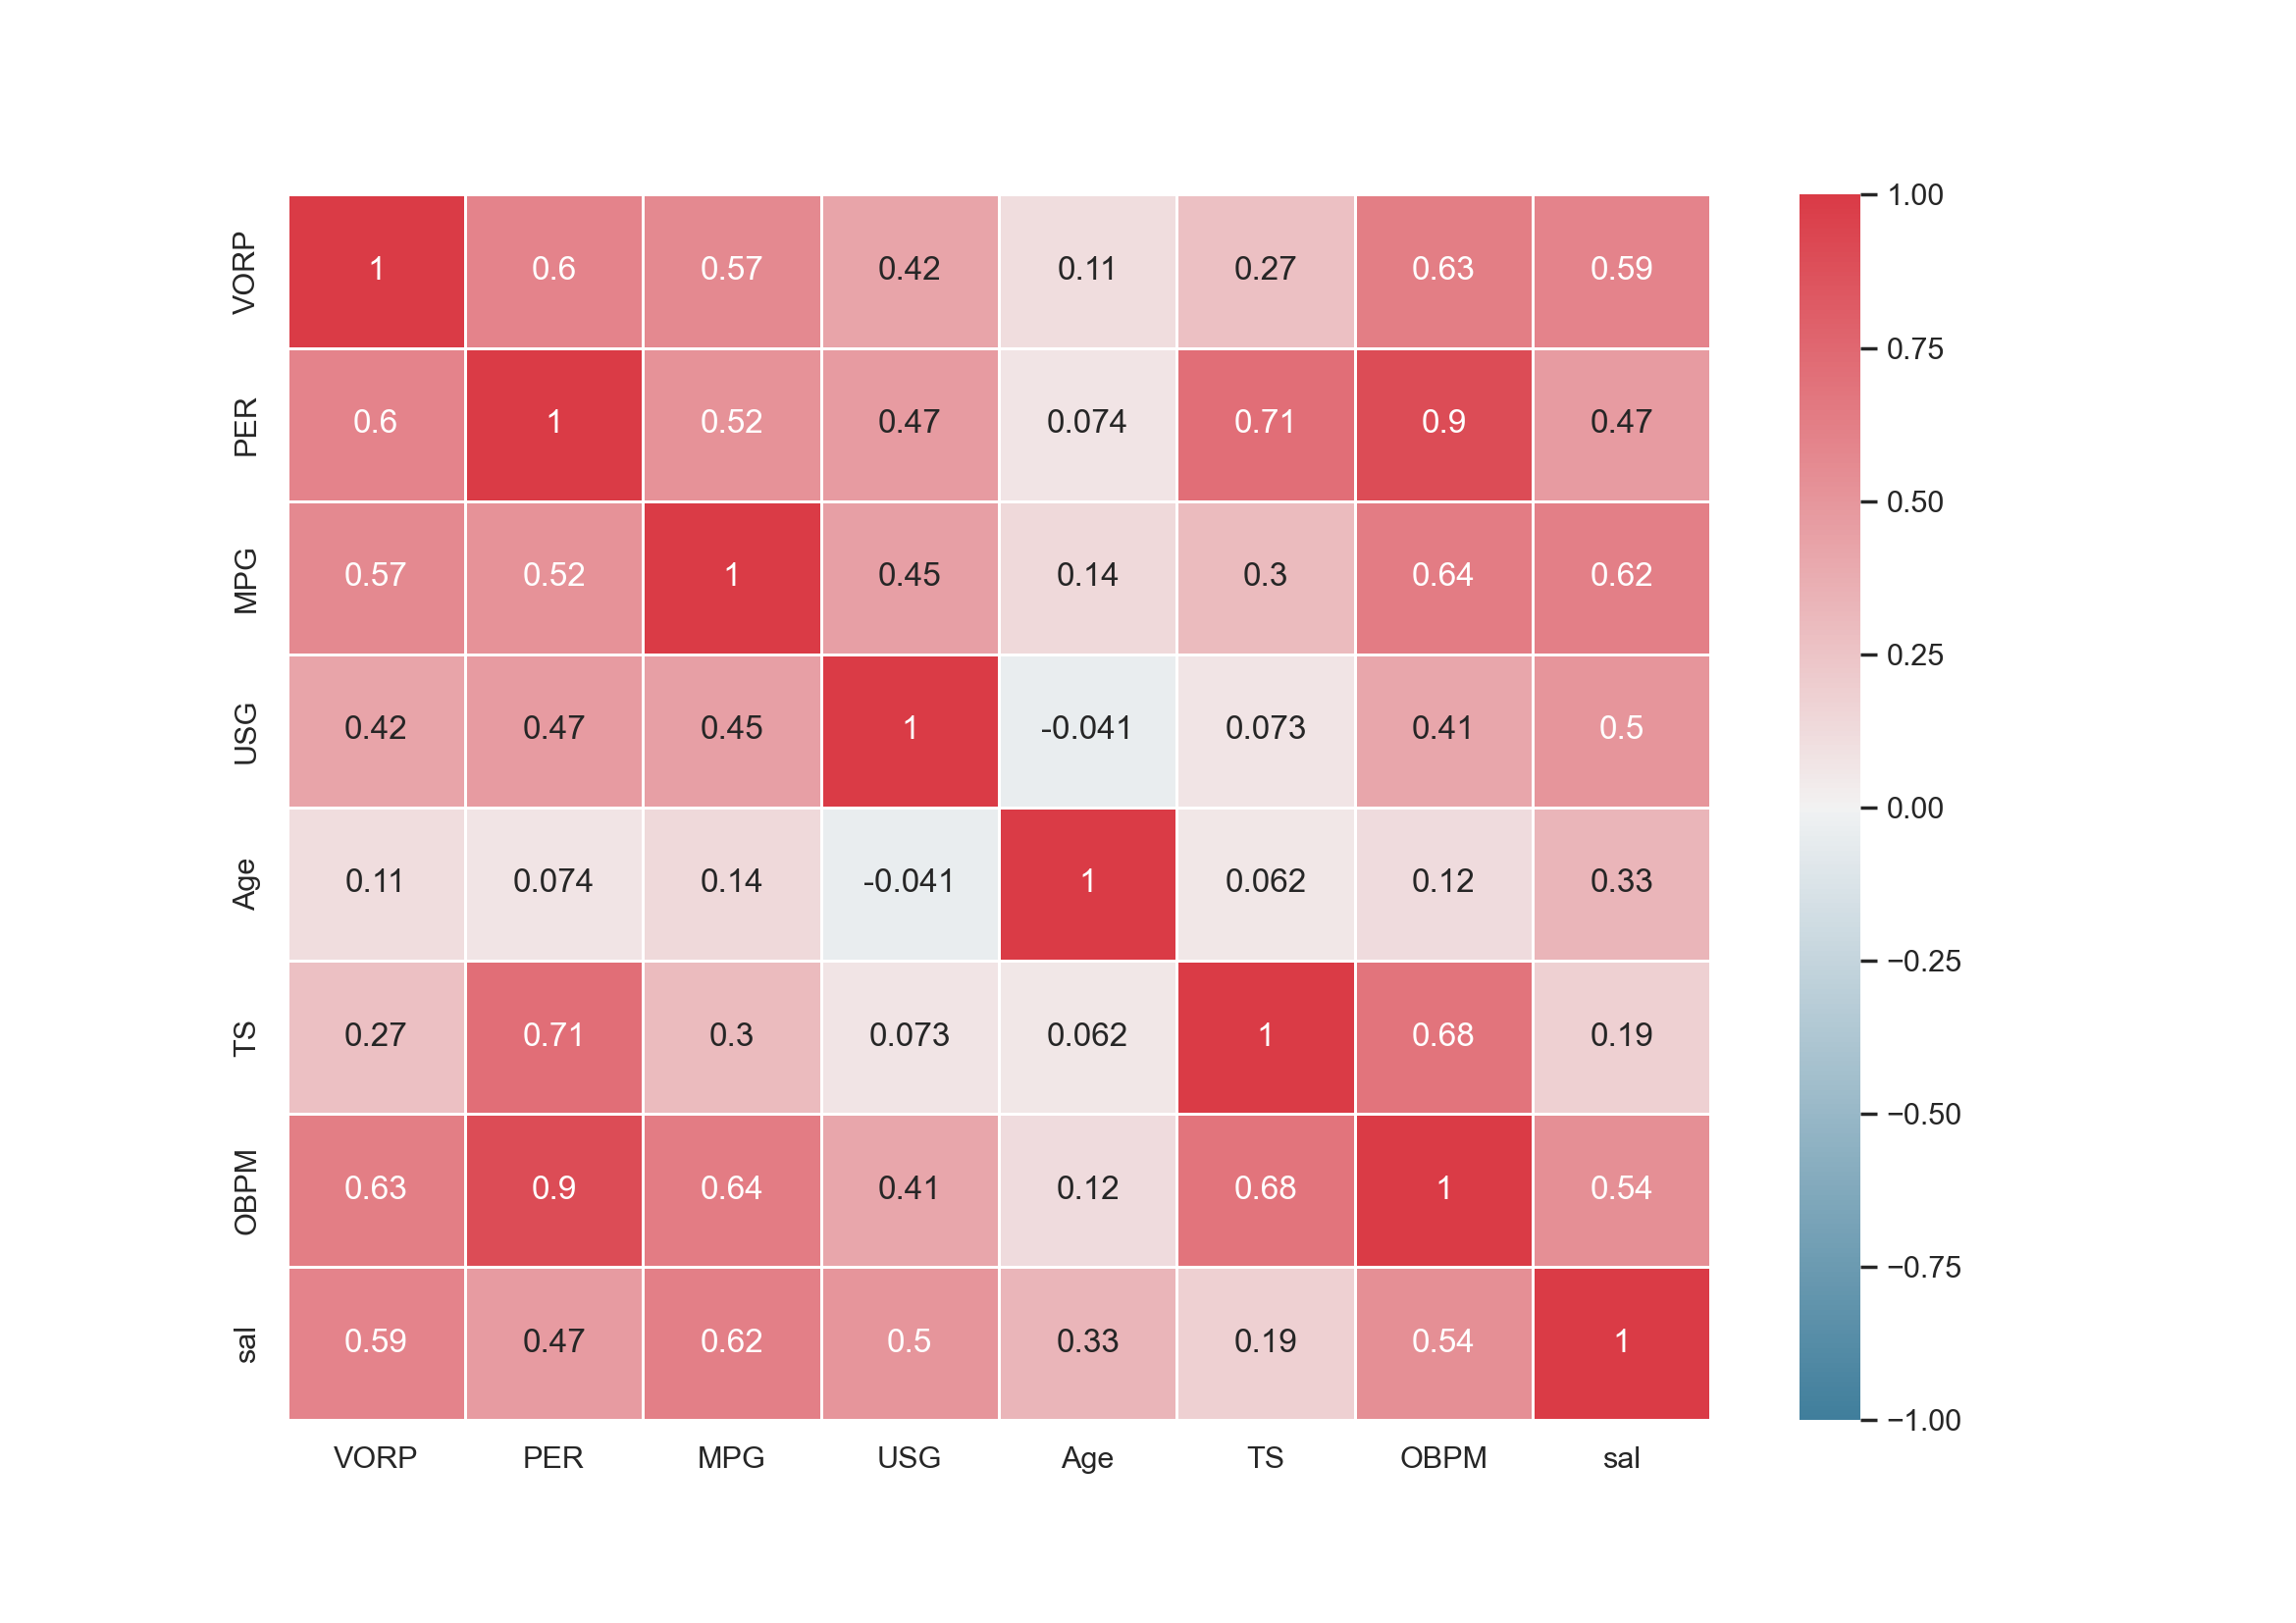 VORP 1 0.6 0.57 0.42 0.11 0.27 0.63 0.59
PER 0.6 1 0.52 0.47 0.074 0.71 0.9 0.47
MPG 0.57 0.52 1 0.45 0.14 0.3 0.64 0.62
USG 0.42 0.47 0.45 1 -0.041 0.073 0.41 0.5
Age 0.11 0.074 0.14 -0.041 1 0.062 0.12 0.33
TS 0.27 0.71 0.3 0.073 0.062 1 0.68 0.19
OBPM 0.63 0.9 0.64 0.41 0.12 0.68 1 0.54
sal 0.59 0.47 0.62 0.5 0.33 0.19 0.54 1
VORP PER MPG USG Age TS OBPM sal
1.00
0.75
0.50
0.25
0.00
−0.25
−0.50
−0.75
−1.00